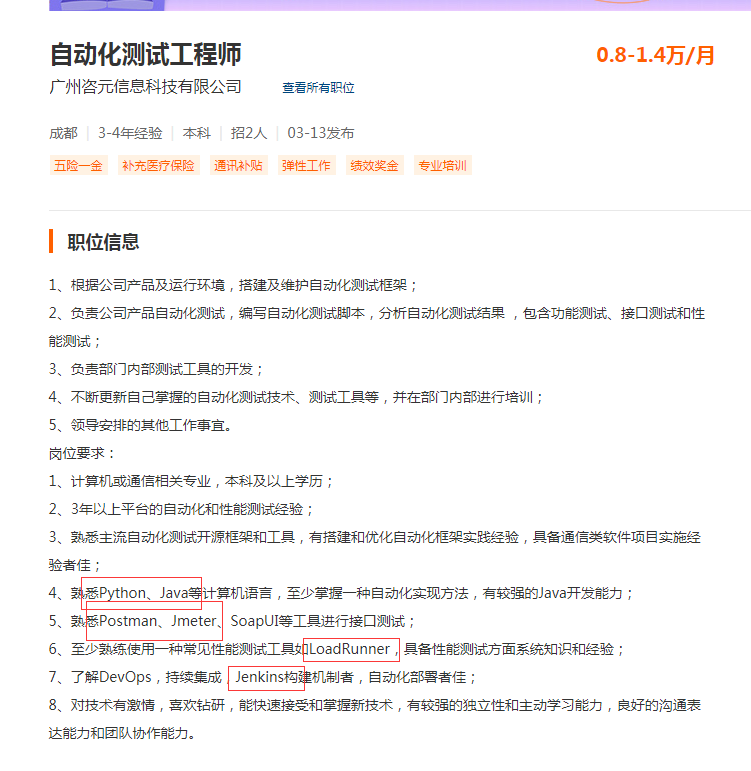 自动化测试工程师
0.8-1.4万/月
广州咨元信息科技有限公司 查看所有职位
成都 | 3-4年经验 | 本科 | 招2人 | 03-13发布
五险一金 补充医疗保险 通讯补贴 弹性工作 绩效奖金 专业培训
职位信息
1、根据公司产品及运行环境，搭建及维护自动化测试框架；
2、负责公司产品自动化测试，编写自动化测试脚本，分析自动化测试结果 ，包含功能测试、接口测试和性
能测试；
3、负责部门内部测试工具的开发；
4、不断更新自己掌握的自动化测试技术、测试工具等，并在部门内部进行培训；
5、领导安排的其他工作事宜。
岗位要求：
1、计算机或通信相关专业，本科及以上学历；
2、3年以上平台的自动化和性能测试经验；
3、熟悉主流自动化测试开源框架和工具，有搭建和优化自动化框架实践经验，具备通信类软件项目实施经
验者佳；
4、熟悉Python、Java等计算机语言，至少掌握一种自动化实现方法，有较强的Java开发能力；
5、熟悉Postman、Jmeter、SoapUI等工具进行接口测试；
6、至少熟练使用一种常见性能测试工具如LoadRunner，具备性能测试方面系统知识和经验；
7、了解DevOps，持续集成，Jenkins构建机制者，自动化部署者佳；
8、对技术有激情，喜欢钻研，能快速接受和掌握新技术，有较强的独立性和主动学习能力，良好的沟通表
达能力和团队协作能力。